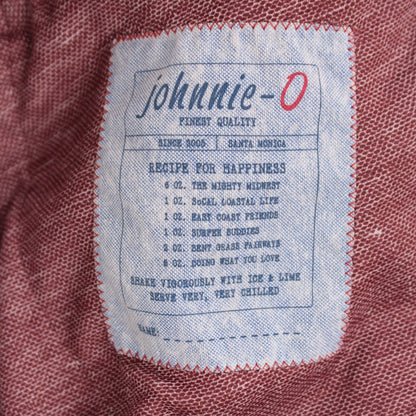 johnnie-O
FINEST QUALITY
SINCE 2005 | SANTA MONICA
RECIPE FOR HAPPINESS
6 OZ. THE MIGHTY MIDWEST
1 OZ. SOCAL COASTAL LIFE
1 OZ. EAST COAST FRIENDS
1 OZ. SURFER BUDDIES
2 OZ. BENT GRASS FAIRWAYS
6 OZ. DOING WHAT YOU LOVE
SHAKE VIGOROUSLY WITH ICE & LIME
SERVE VERY, VERY CHILLED
NAME: